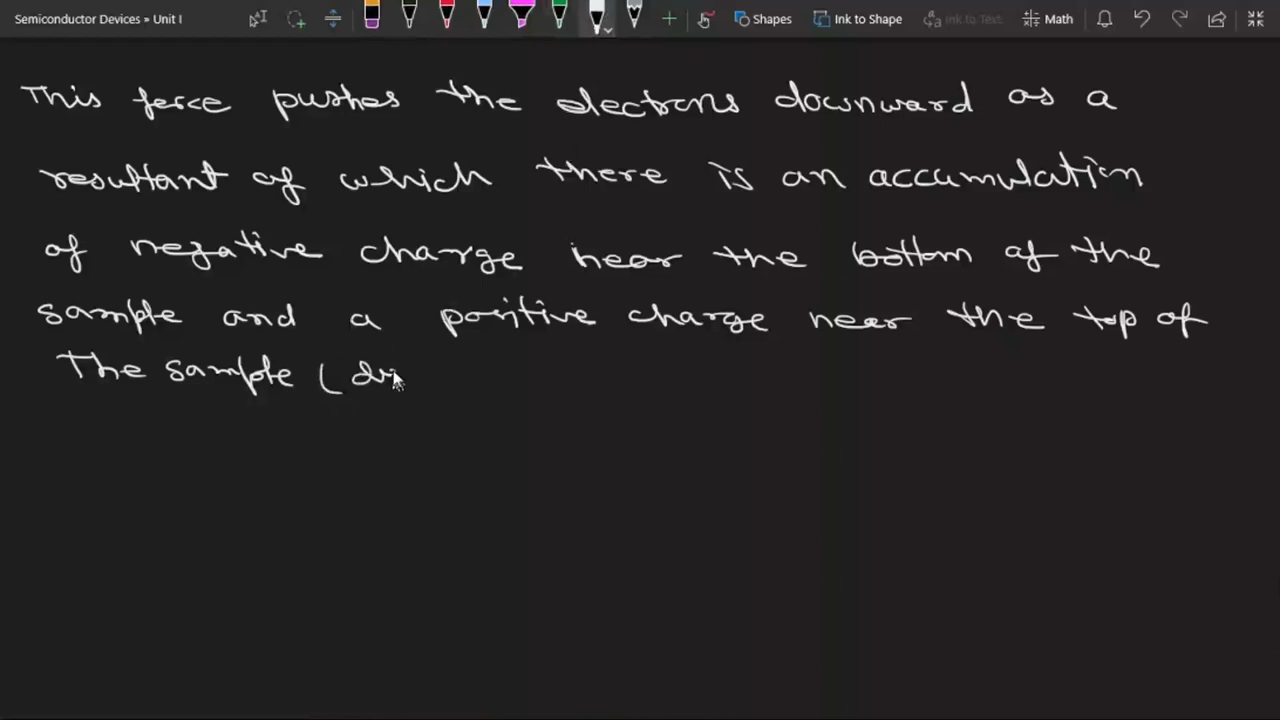 Semiconductor Devices » Unit I
Shapes
Ink to Shape
Ink to Text
Math
This force pushes the electrons downward as a
resultant of which there is an accumulation
of negative charge near the bottom of the
sample and a positive charge near the top of
The sample (